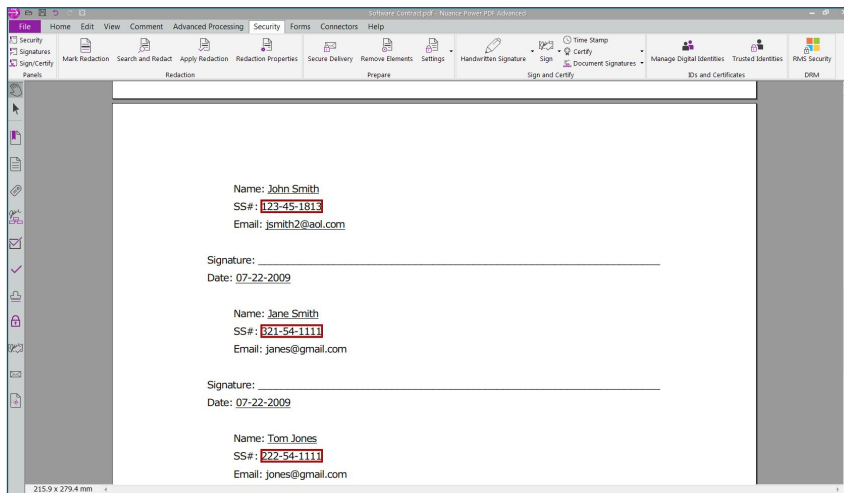 Software Contract.pdf - Nuance Power PDF Advanced
File Home Edit View Comment Advanced Processing Security Forms Connectors Help
Security
Signatures
Sign/Certify
Panels
Mark Redaction Search and Redact Apply Redaction Redaction Properties
Redaction
Secure Delivery Remove Elements Settings
Prepare
Handwritten Signature Sign
Time Stamp
Certify
Document Signatures
Sign and Certify
Manage Digital Identities Trusted Identities
IDs and Certificates
RMS Security
DRM
Name: John Smith
SS#: 123-45-1813
Email: jsmith2@aol.com
Signature:
Date: 07-22-2009
Name: Jane Smith
SS#: 321-54-1111
Email: janes@gmail.com
Signature:
Date: 07-22-2009
Name: Tom Jones
SS#: 222-54-1111
Email: jones@gmail.com
215.9 x 279.4 mm